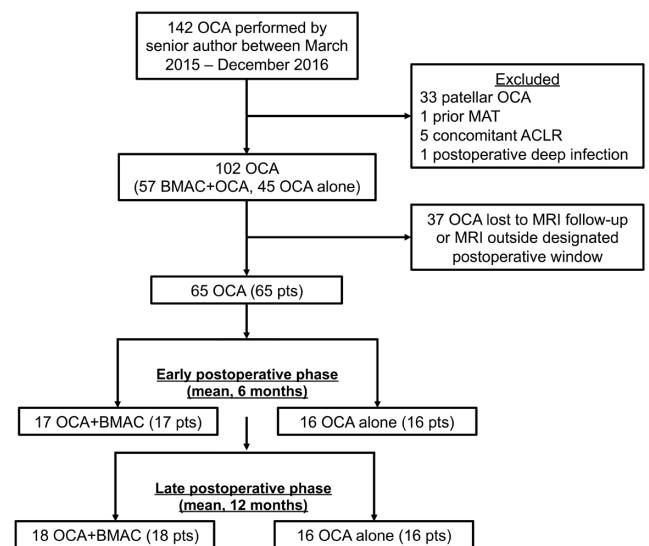 142 OCA performed by
senior author between March
2015 – December 2016
Excluded
33 patellar OCA
1 prior MAT
5 concomitant ACLR
1 postoperative deep infection
102 OCA
(57 BMAC+OCA, 45 OCA alone)
37 OCA lost to MRI follow-up
or MRI outside designated
postoperative window
65 OCA (65 pts)
Early postoperative phase
(mean, 6 months)
17 OCA+BMAC (17 pts)
16 OCA alone (16 pts)
Late postoperative phase
(mean, 12 months)
18 OCA+BMAC (18 pts)
16 OCA alone (16 pts)